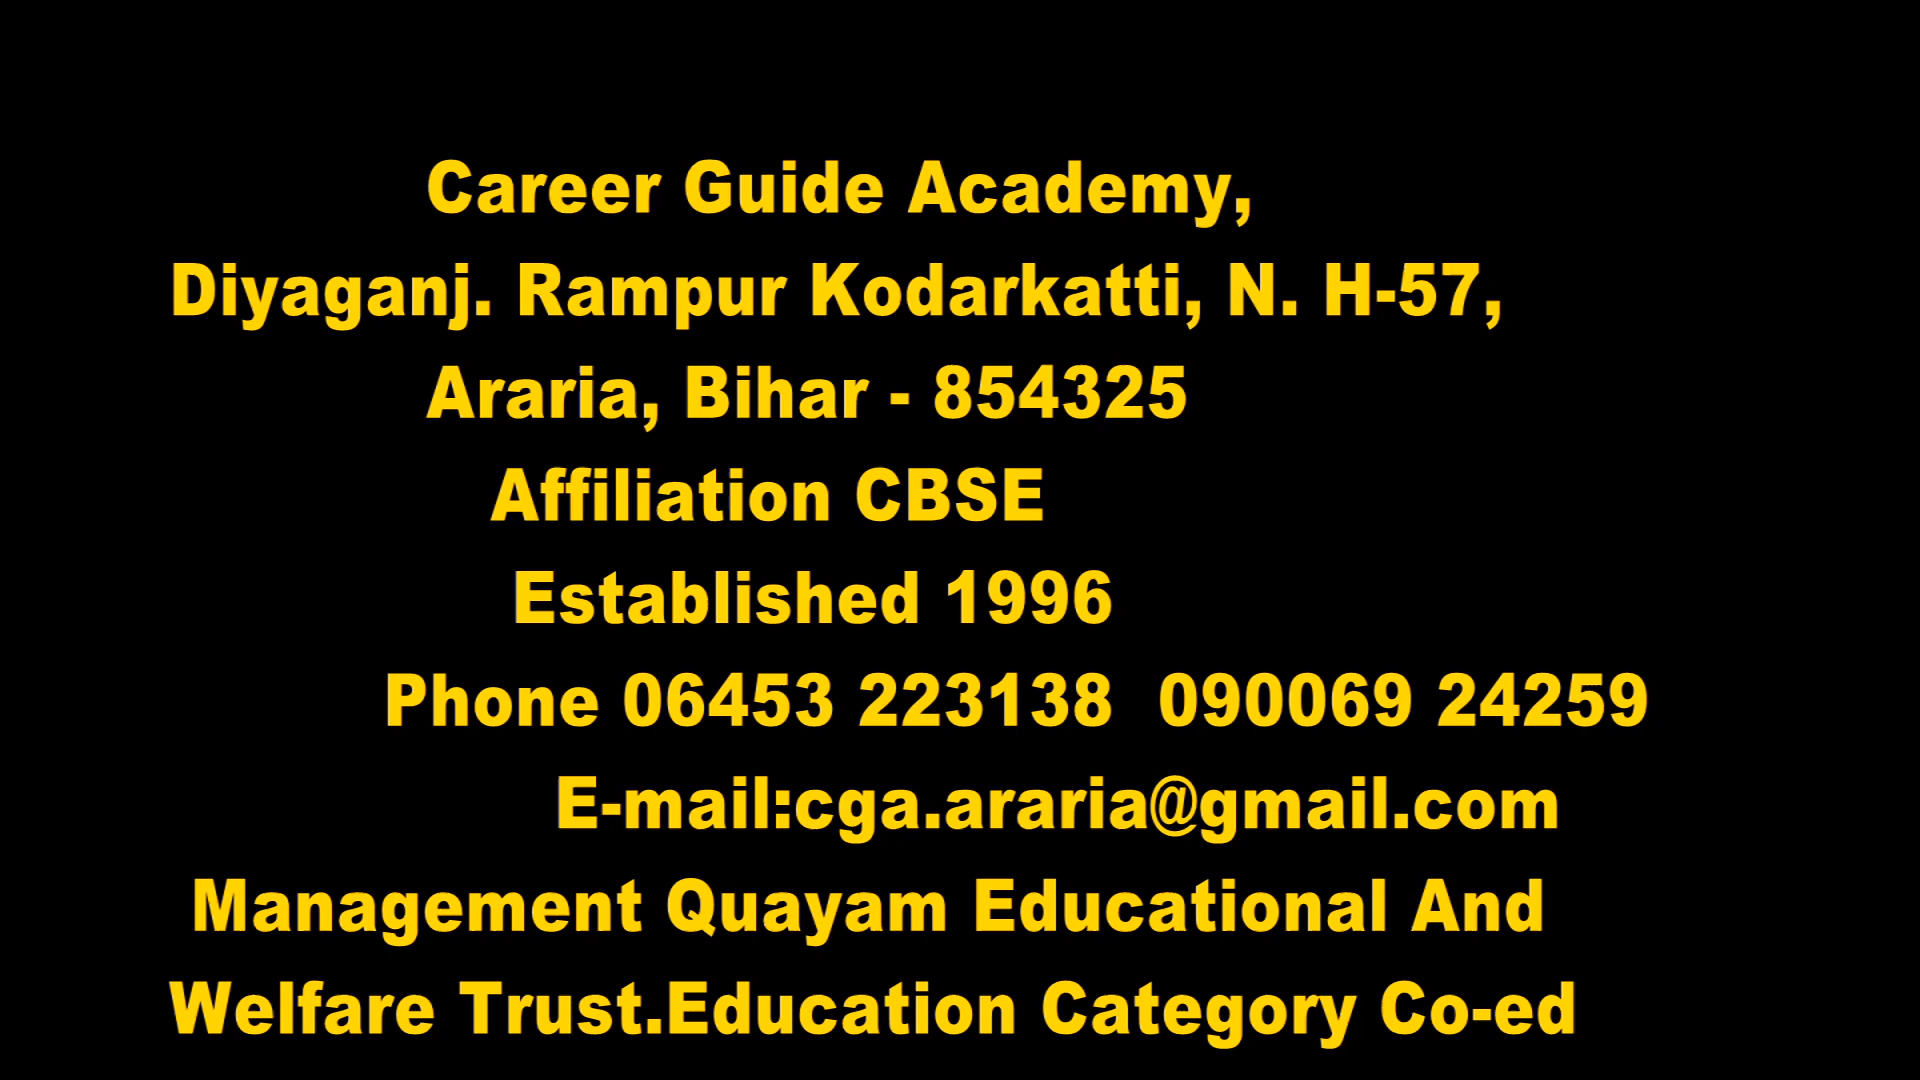 Career Guide Academy,
Diyaganj. Rampur Kodarkatti, N. H-57,
Araria, Bihar - 854325
Affiliation CBSE
Established 1996
Phone 06453 223138  090069 24259
E-mail:cga.araria@gmail.com
Management Quayam Educational And
Welfare Trust.Education Category Co-ed